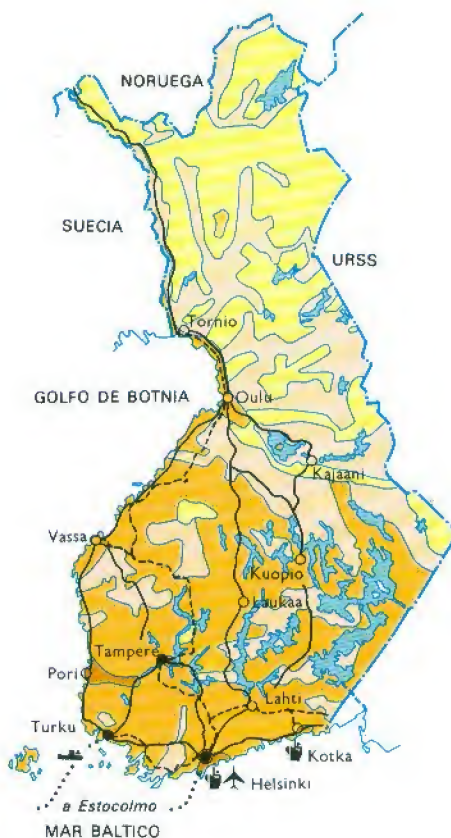 NORUEGA
SUECIA
URSS
Tornio
GOLFO DE BOTNIA
Oulu
Kajaani
Vassa
Kuopio
Laukaa
Tampere
Pori
Lahti
Turku
Kotka
Helsinki
a Estocolmo
MAR BALTICO